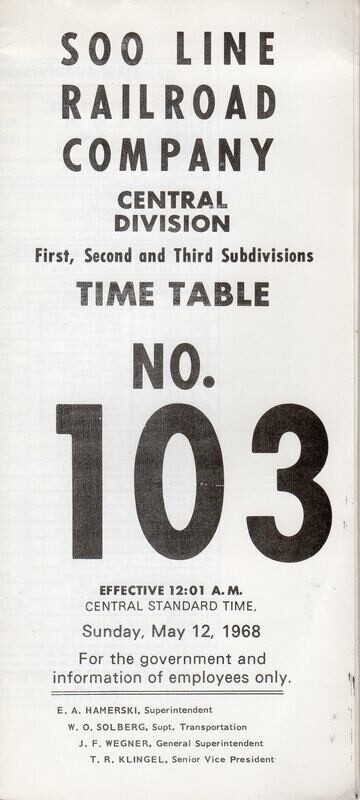 SOO LINE
RAILROAD
COMPANY
CENTRAL
DIVISION
First, Second and Third Subdivisions
TIME TABLE
NO.
103
EFFECTIVE 12:01 A.M.
CENTRAL STANDARD TIME,
Sunday, May 12, 1968
For the government and
information of employees only.
E. A. HAMERSKI, Superintendent
W. O. SOLBERG, Supt. Transportation
J. F. WEGNER, General Superintendent
T. R. KLINGEL, Senior Vice President